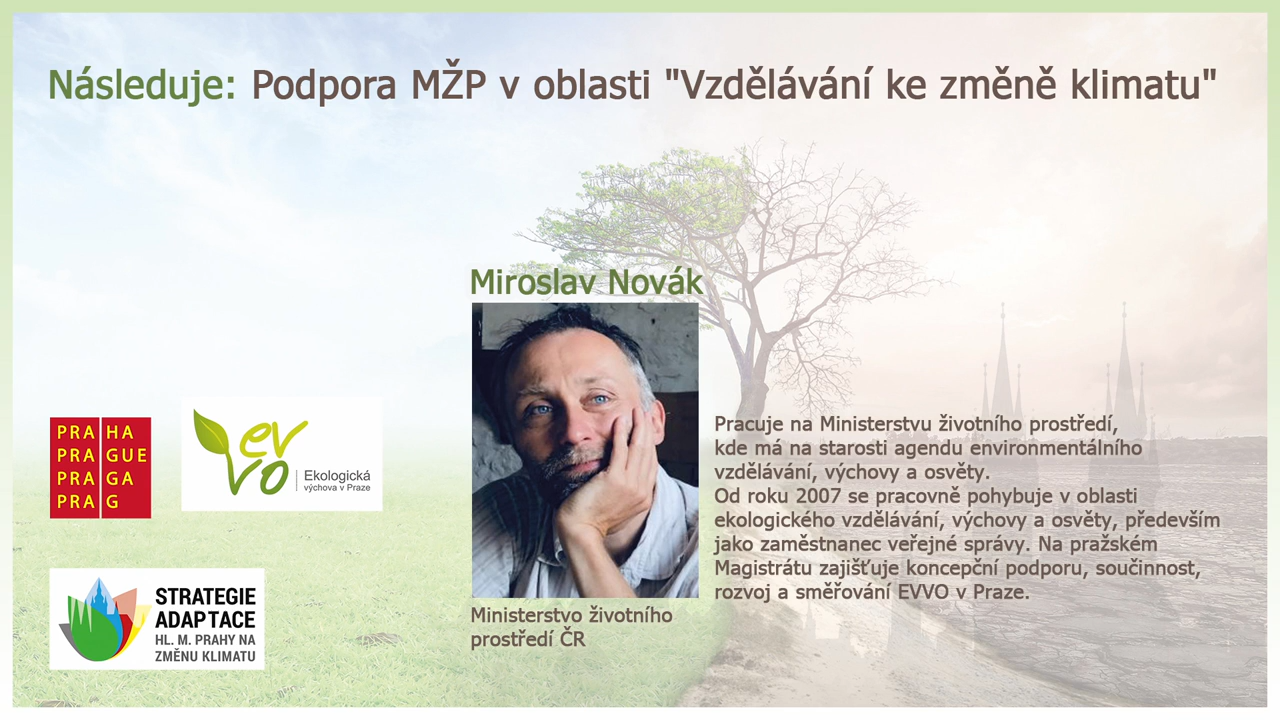 Následuje: Podpora MŽP v oblasti "Vzdělávání ke změně klimatu"
Miroslav Novák
Pracuje na Ministerstvu životního prostředí,
kde má na starosti agendu environmentálního
vzdělávání, výchovy a osvěty.
Od roku 2007 se pracovně pohybuje v oblasti
ekologického vzdělávání, výchovy a osvěty, především
jako zaměstnanec veřejné správy. Na pražském
Magistrátu zajišťuje koncepční podporu, součinnost,
rozvoj a směřování EVVO v Praze.
Ministerstvo životního
prostředí ČR
PRA HA
PRA GUE
PRA GA
PRA G
evvo
Ekologická
výchova v Praze
STRATEGIE
ADAPTACE
HL. M. PRAHY NA
ZMĚNU KLIMATU